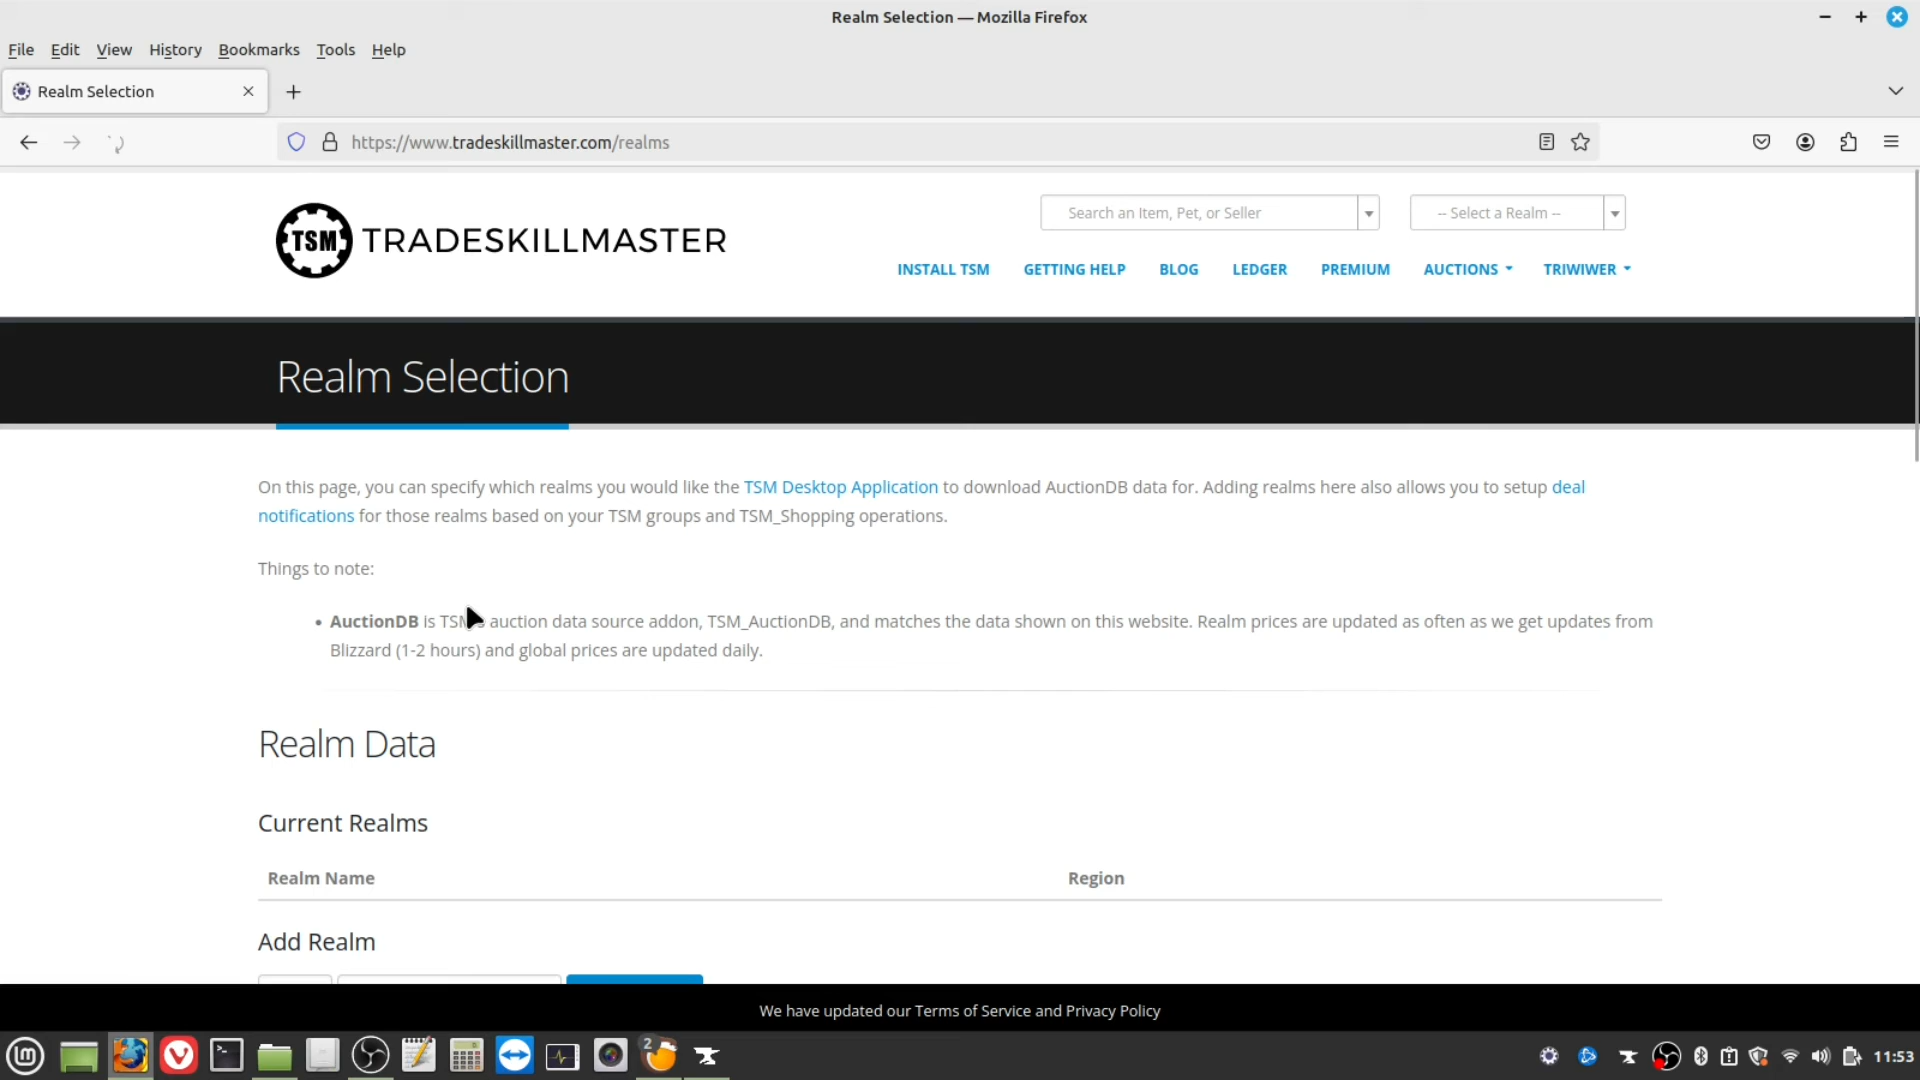 Realm Selection — Mozilla Firefox
File Edit View History Bookmarks Tools Help
Realm Selection
https://www.tradeskillmaster.com/realms
Search an Item, Pet, or Seller
-- Select a Realm --
TSM TRADESKILLMASTER
INSTALL TSM GETTING HELP BLOG LEDGER PREMIUM AUCTIONS TRIWIWER
Realm Selection
On this page, you can specify which realms you would like the TSM Desktop Application to download AuctionDB data for. Adding realms here also allows you to setup deal
notifications for those realms based on your TSM groups and TSM_Shopping operations.
Things to note:
• AuctionDB is TSM's auction data source addon, TSM_AuctionDB, and matches the data shown on this website. Realm prices are updated as often as we get updates from
Blizzard (1-2 hours) and global prices are updated daily.
Realm Data
Current Realms
Realm Name Region
Add Realm
We have updated our Terms of Service and Privacy Policy
2
11:53